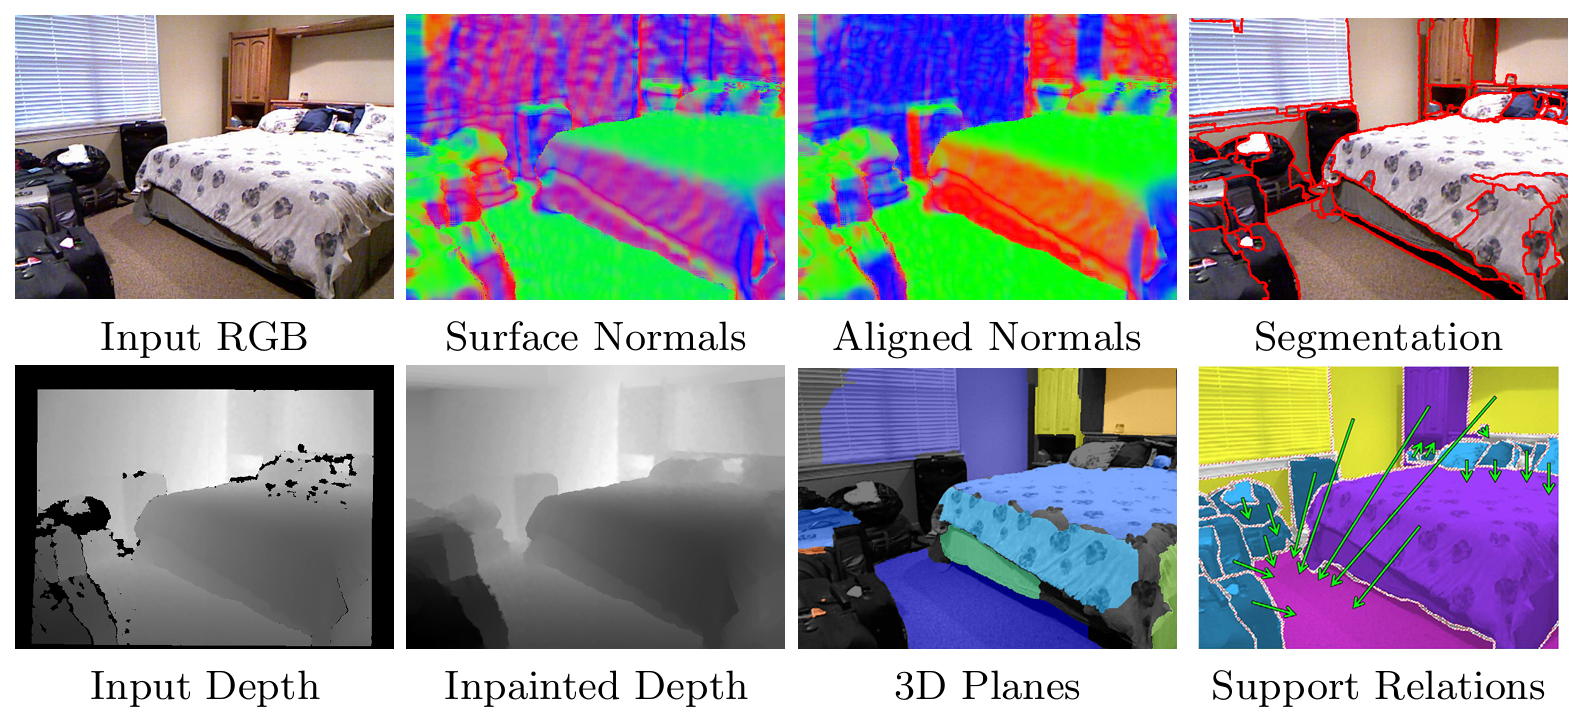 Input RGB
Surface Normals
Aligned Normals
Segmentation
Input Depth
Inpainted Depth
3D Planes
Support Relations